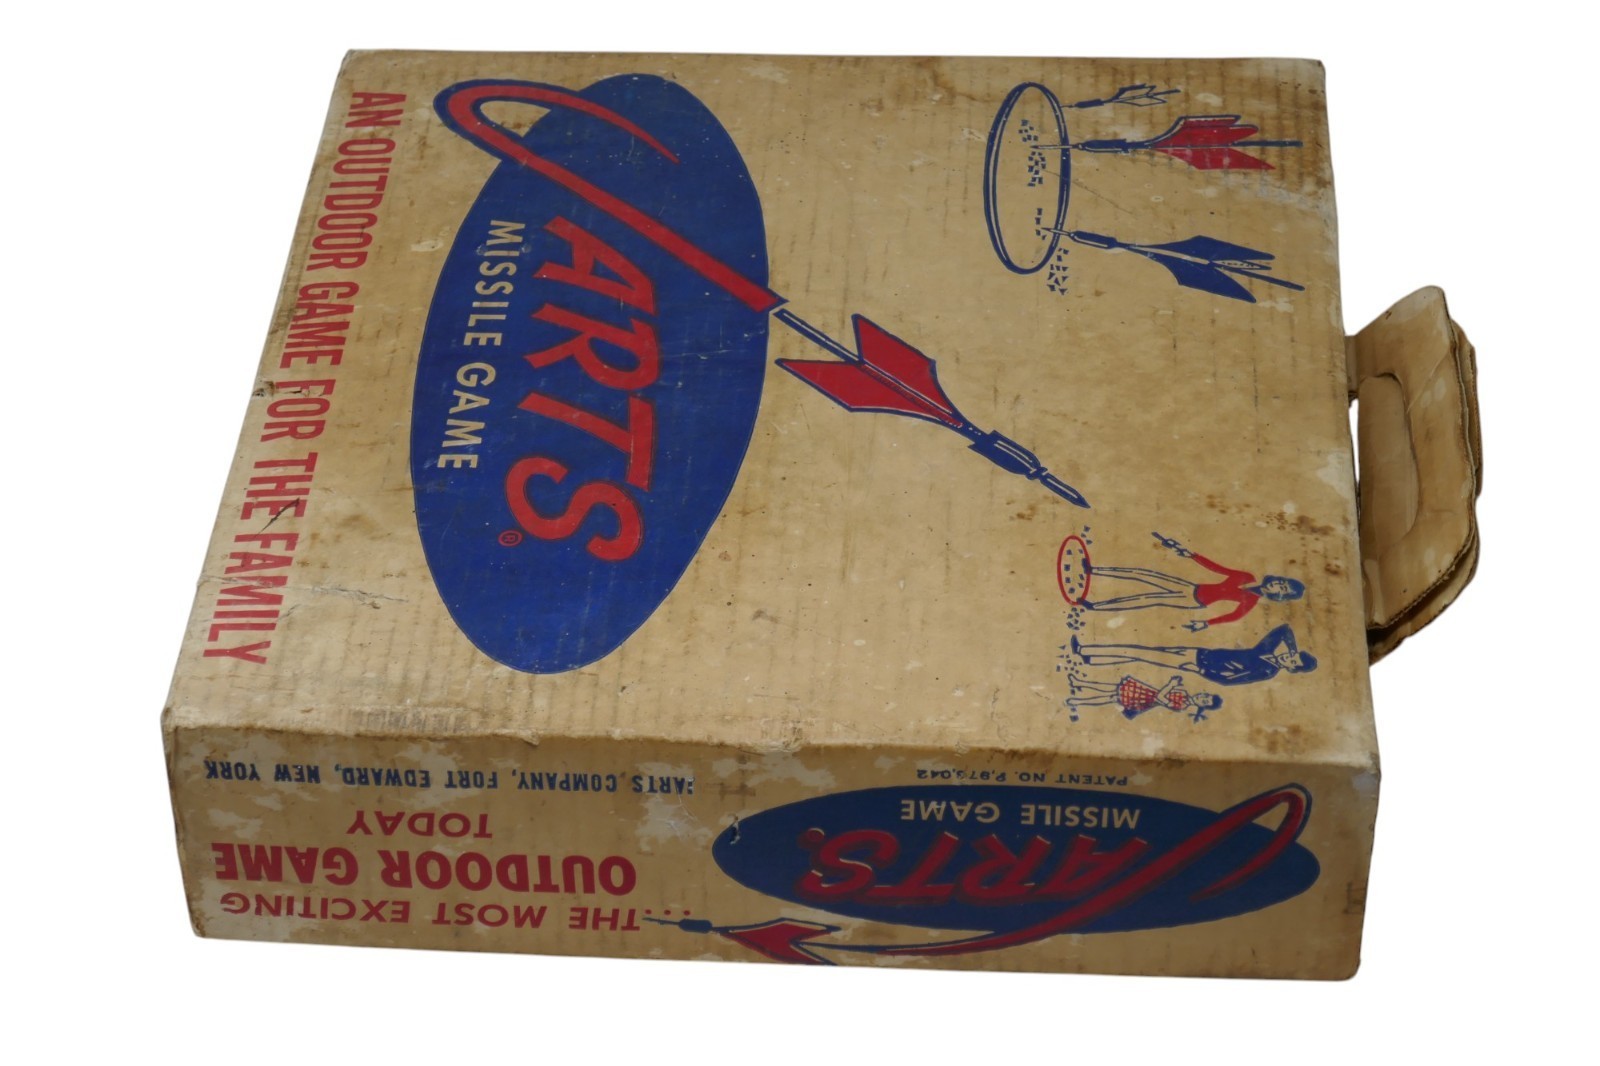 JARTS®
MISSILE GAME
AN OUTDOOR GAME FOR THE FAMILY
JARTS
MISSILE GAME
PATENT NO. 2,973,042
...THE MOST EXCITING
OUTDOOR GAME
TODAY
JARTS COMPANY, FORT EDWARD, NEW YORK